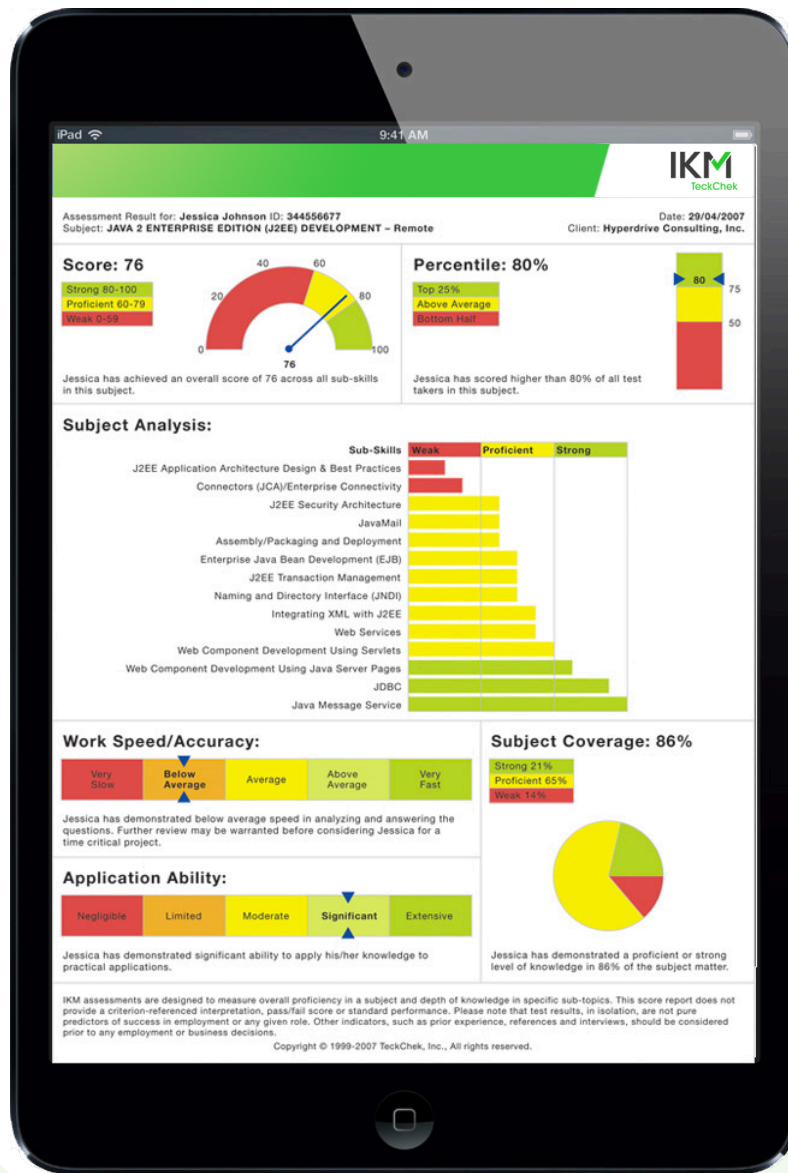 iPad
9:41 AM
IKM
TeckChek
Assessment Result for: Jessica Johnson ID: 344556677
Subject: JAVA 2 ENTERPRISE EDITION (J2EE) DEVELOPMENT – Remote
Date: 29/04/2007
Client: Hyperdrive Consulting, Inc.
Score: 76
Strong 80-100
Proficient 60-79
Weak 0-59
0
20
40
60
80
100
76
Jessica has achieved an overall score of 76 across all sub-skills
in this subject.
Percentile: 80%
Top 25%
Above Average
Bottom Half
80
75
50
Jessica has scored higher than 80% of all test
takers in this subject.
Subject Analysis:
Sub-Skills Weak Proficient Strong
J2EE Application Architecture Design & Best Practices
Connectors (JCA)/Enterprise Connectivity
J2EE Security Architecture
JavaMail
Assembly/Packaging and Deployment
Enterprise Java Bean Development (EJB)
J2EE Transaction Management
Naming and Directory Interface (JNDI)
Integrating XML with J2EE
Web Services
Web Component Development Using Servlets
Web Component Development Using Java Server Pages
JDBC
Java Message Service
Work Speed/Accuracy:
Very
Slow
Below
Average
Average
Above
Average
Very
Fast
Jessica has demonstrated below average speed in analyzing and answering the
questions. Further review may be warranted before considering Jessica for a
time critical project.
Application Ability:
Negligible
Limited
Moderate
Significant
Extensive
Jessica has demonstrated significant ability to apply his/her knowledge to
practical applications.
Subject Coverage: 86%
Strong 21%
Proficient 65%
Weak 14%
Jessica has demonstrated a proficient or strong
level of knowledge in 86% of the subject matter.
IKM assessments are designed to measure overall proficiency in a subject and depth of knowledge in specific sub-topics. This score report does not
provide a criterion-referenced interpretation, pass/fail score or standard performance. Please note that test results, in isolation, are not pure
predictors of success in employment or any given role. Other indicators, such as prior experience, references and interviews, should be considered
prior to any employment or business decisions.
Copyright © 1999-2007 TeckChek, Inc., All rights reserved.